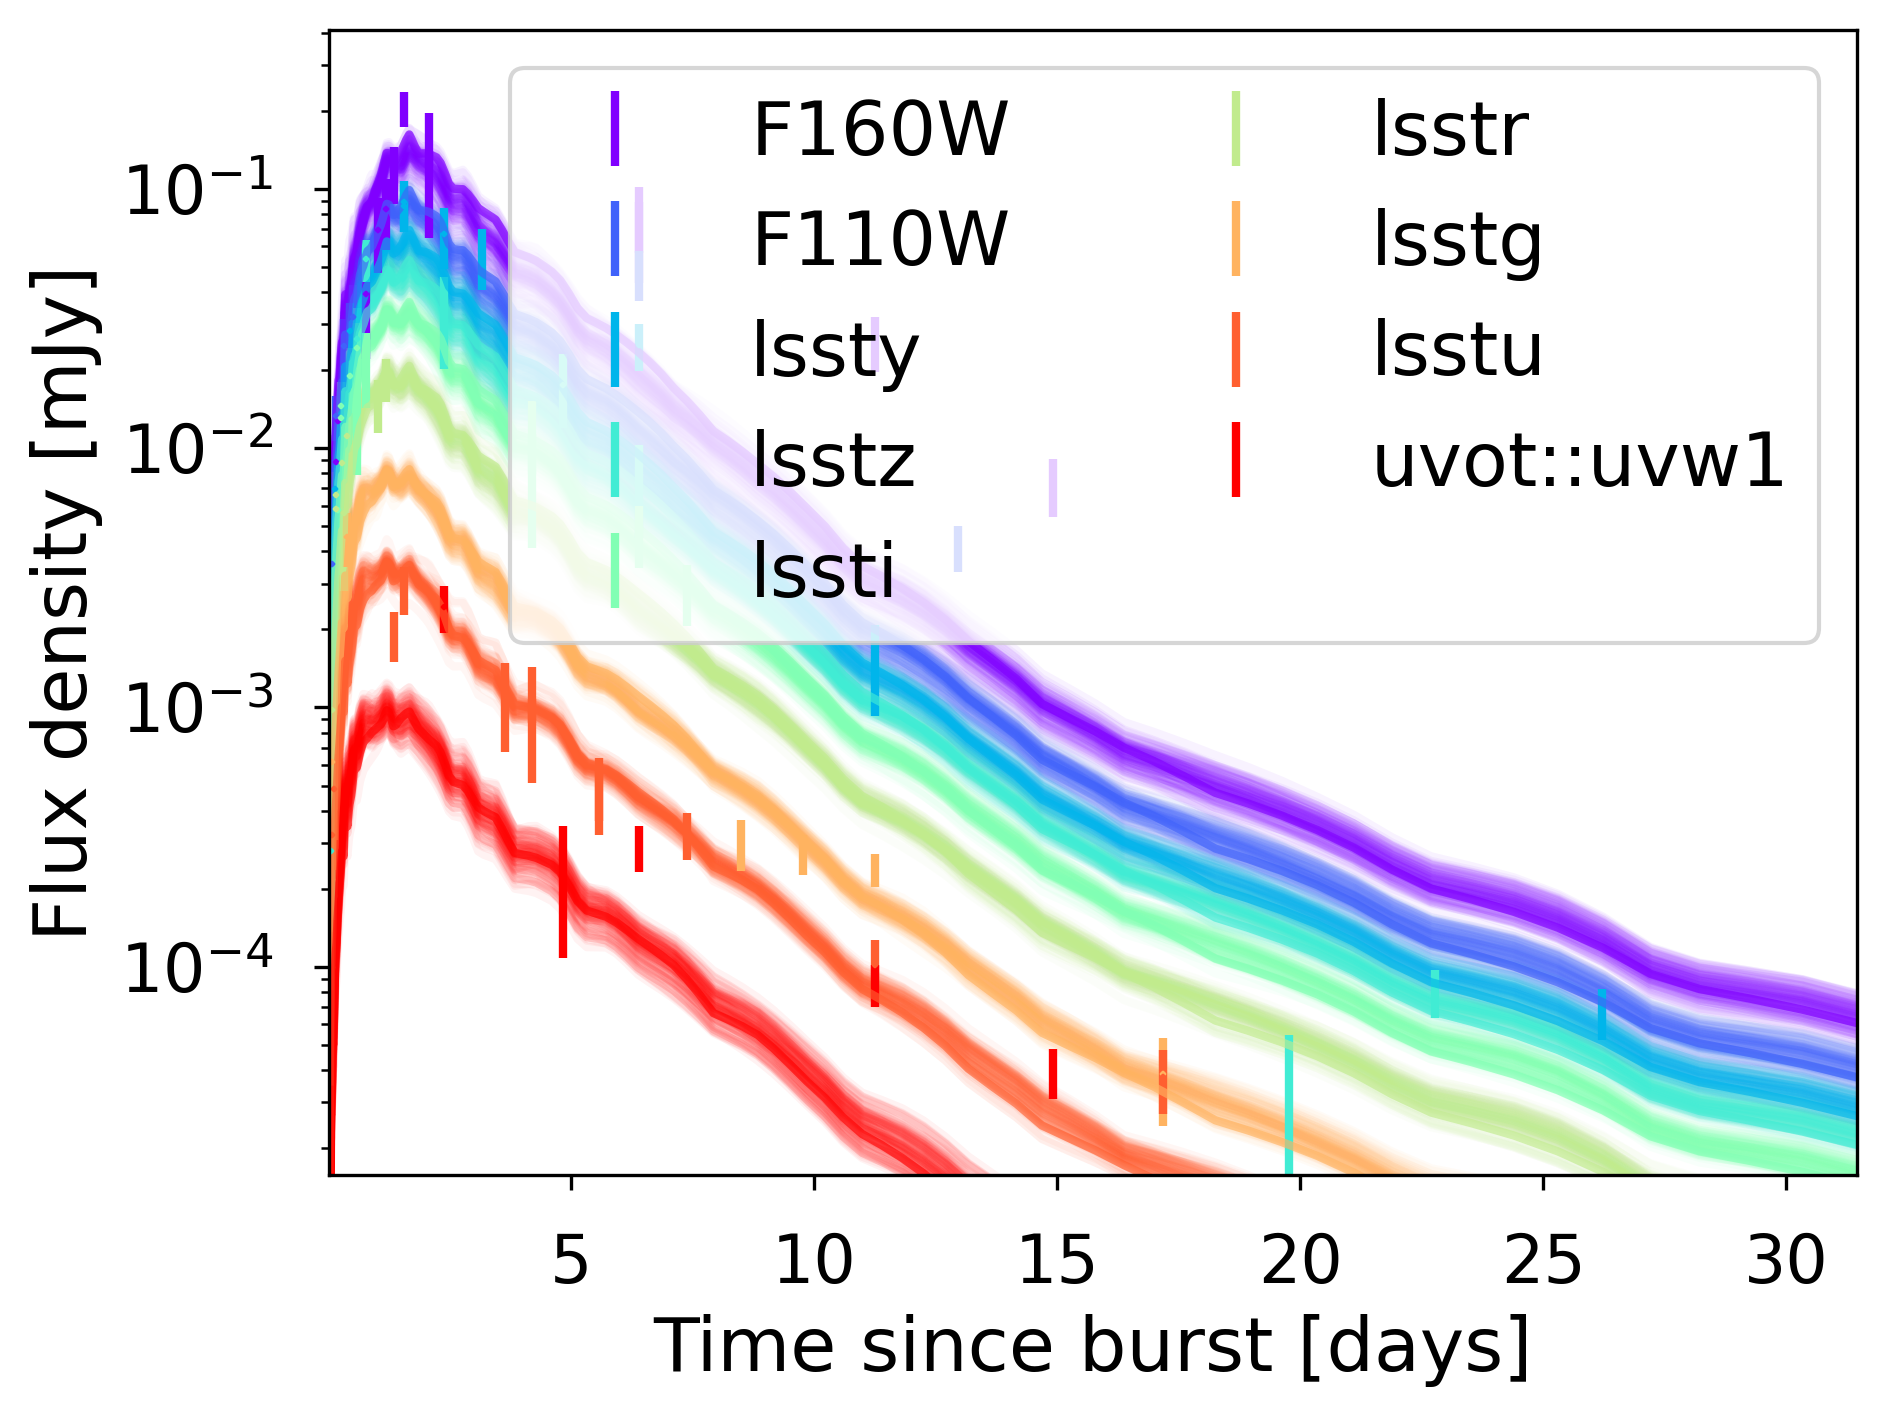 Flux density [mJy]
10⁻¹
10⁻²
10⁻³
10⁻⁴
F160W
F110W
lssty
lsstz
lssti
lsstr
lsstg
lsstu
uvot::uvw1
5 10 15 20 25 30
Time since burst [days]